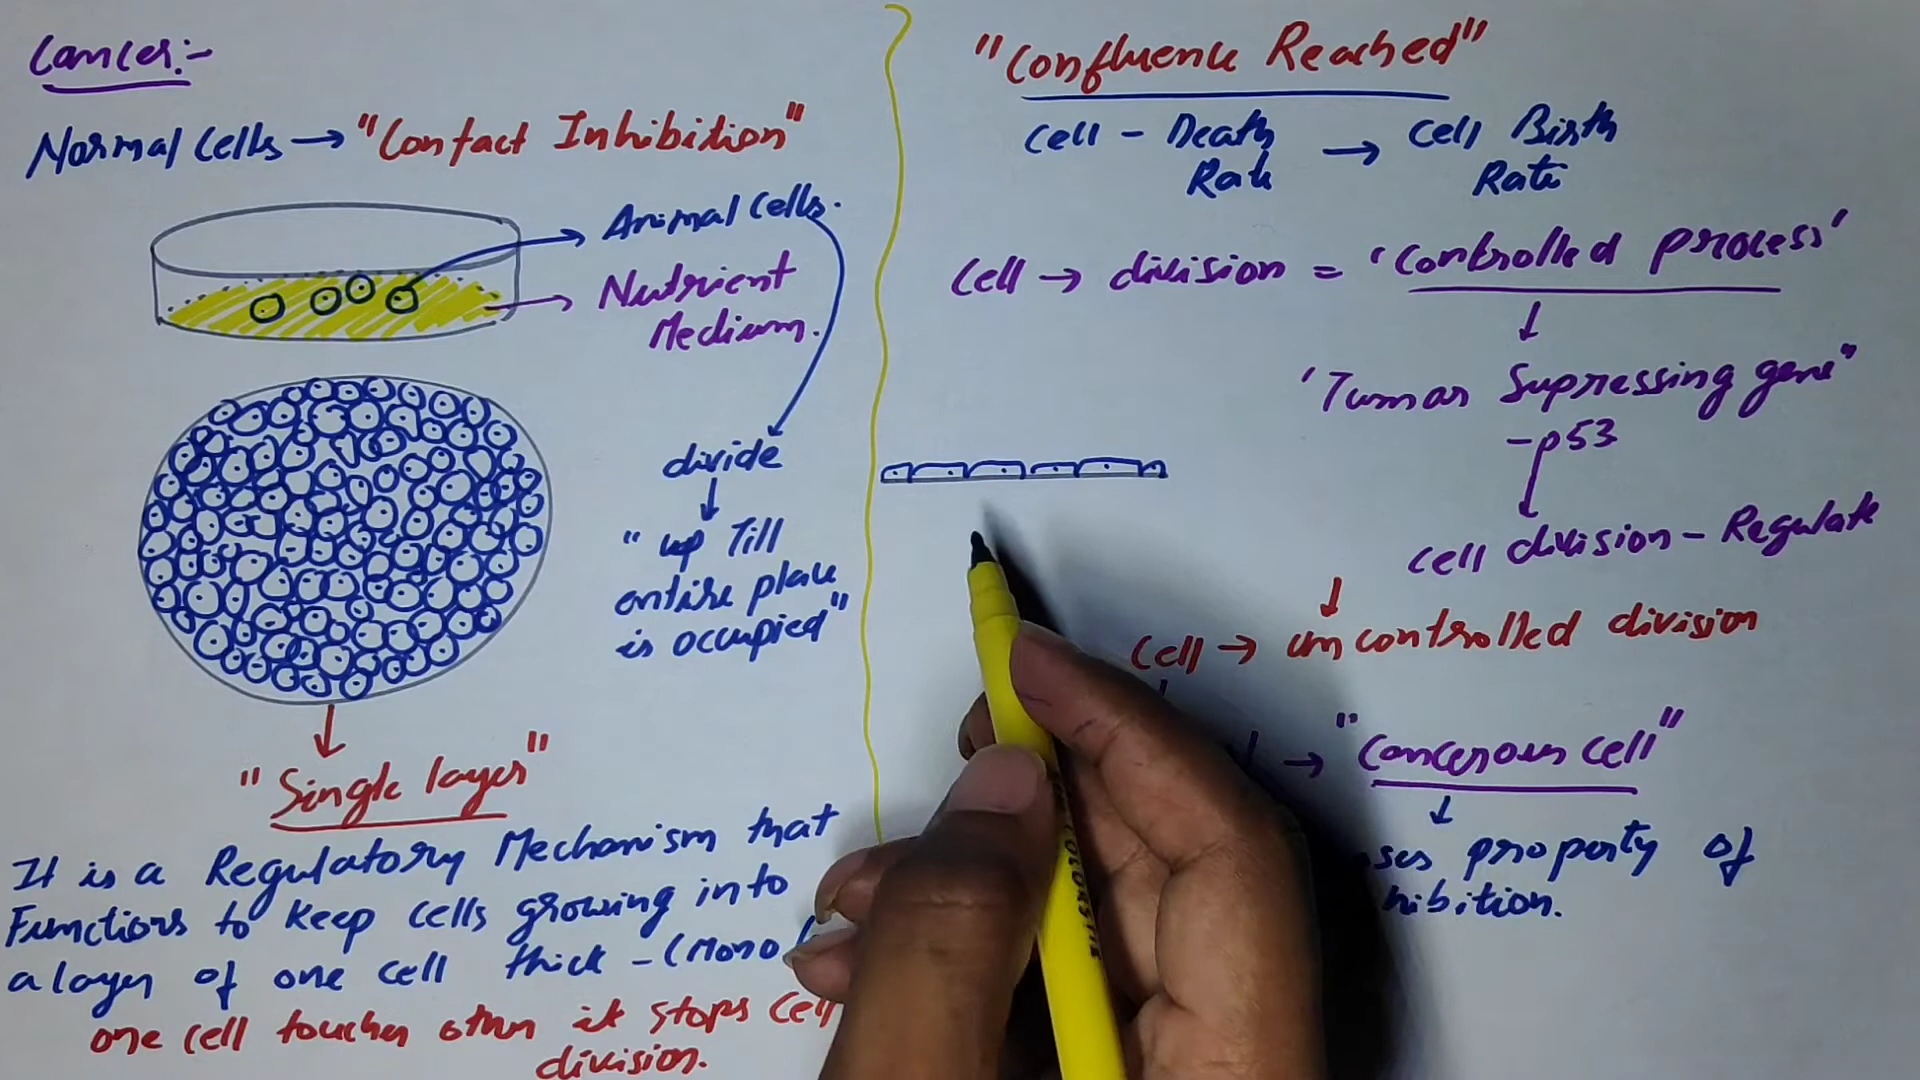 Cancer:-
Normal Cells → "Contact Inhibition"
Animal Cells.
Nutrient
Medium.
divide
↓
"up Till
entire place
is occupied"
"Single layer"
It is a Regulatory Mechanism that
Functions to keep cells growing into
a layer of one cell thick - (Mono
one cell touches other it stops cell
division.
"Confluence Reached"
Cell - Death
Rate
→ Cell Birth
Rate
Cell → division = 'Controlled process'
↓
'Tumar Supressing gene"
- p53
cell division - Regulate
↓
Cell → uncontrolled division
→ "Cancerous cell"
↓
ses property of
hibition.